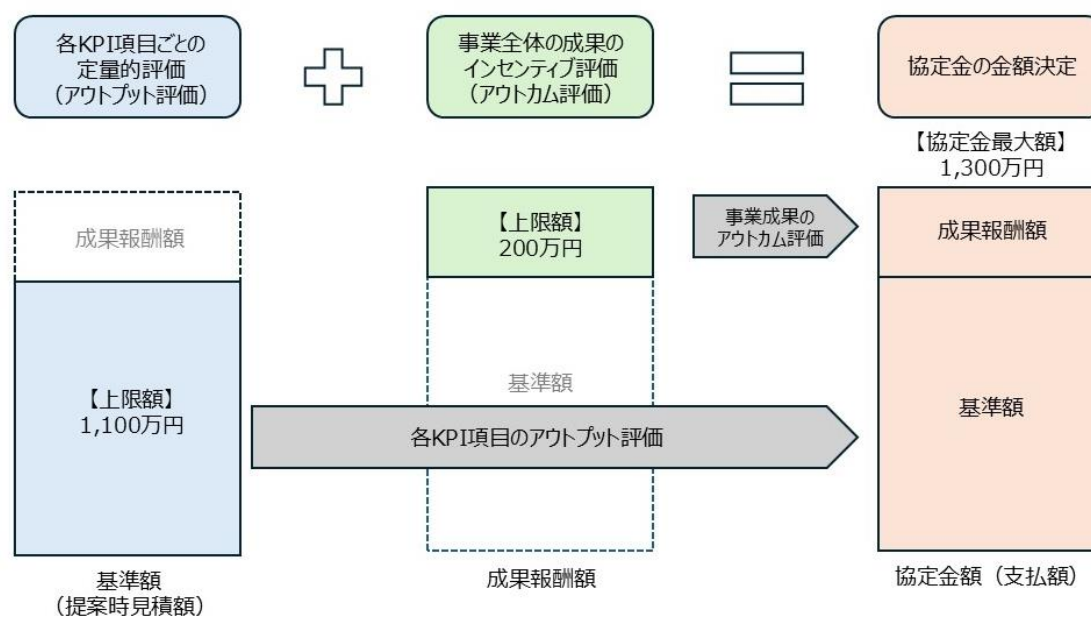 各KPI項目ごとの
定量的評価
（アウトプット評価）
事業全体の成果の
インセンティブ評価
（アウトカム評価）
協定金の金額決定
【協定金最大額】
1,300万円
成果報酬額
【上限額】
200万円
事業成果の
アウトカム評価
成果報酬額
【上限額】
1,100万円
基準額
各KPI項目のアウトプット評価
基準額
基準額
（提案時見積額）
成果報酬額
協定金額（支払額）